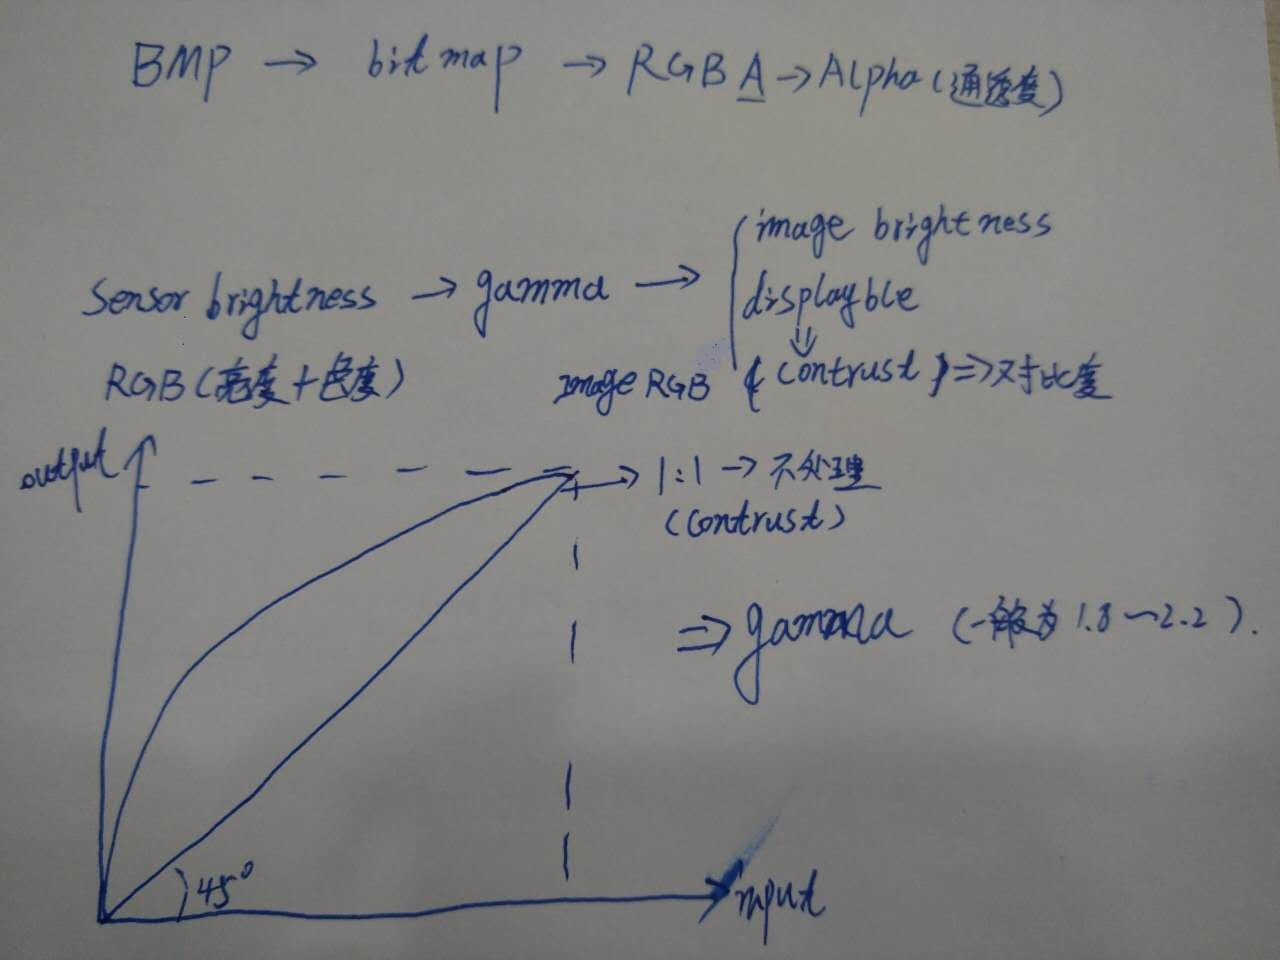 BMP → bitmap → RGBA → Alpha (通透度)
image brightness
Sensor brightness → gamma → displayble
RGB (亮度+色度) image RGB { contrust } ⇒ 对比度
output
1:1 → 不处理
(contrust)
⇒ gamma (一般为 1.8~2.2).
45°
input